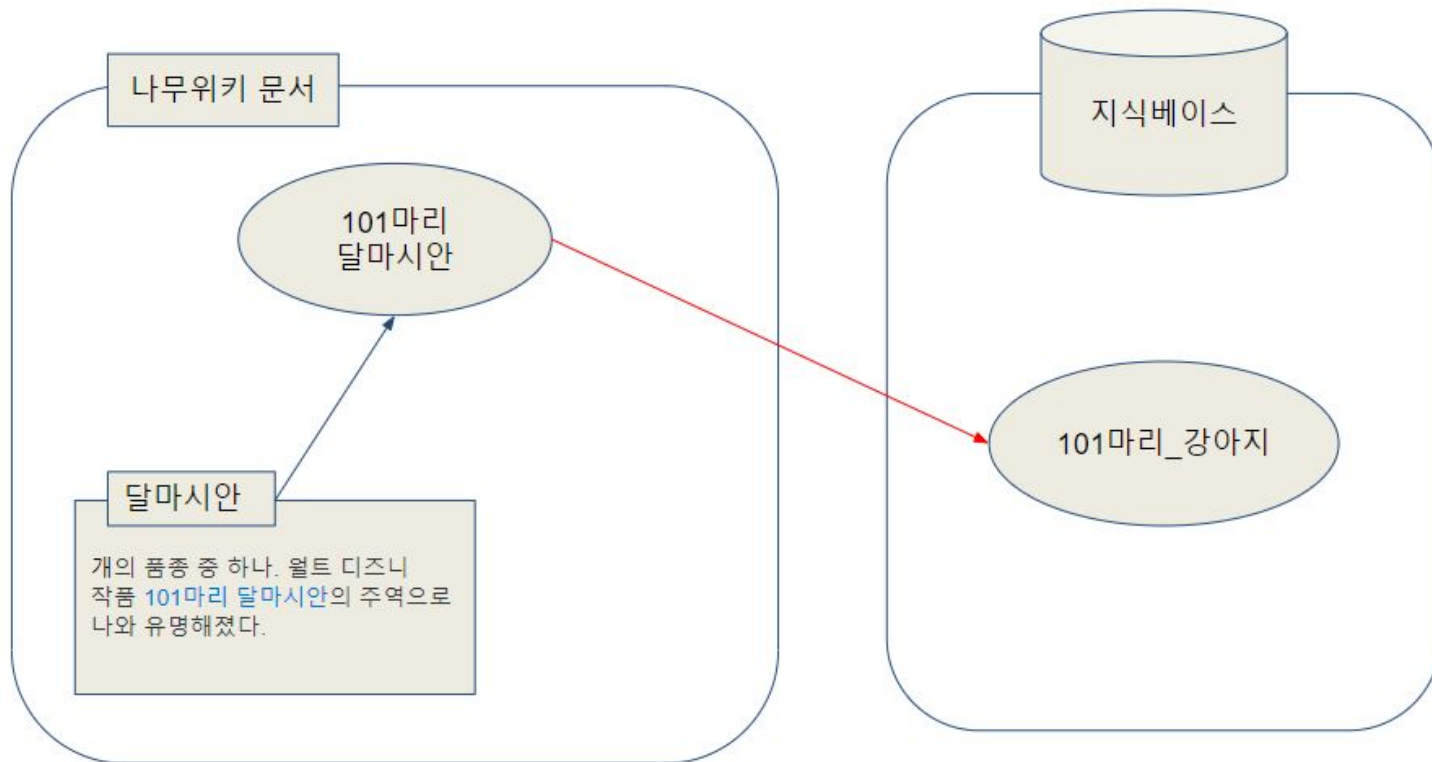 나무위키 문서
지식베이스
101마리
달마시안
101마리_강아지
달마시안
개의 품종 중 하나. 월트 디즈니
작품 101마리 달마시안의 주역으로
나와 유명해졌다.